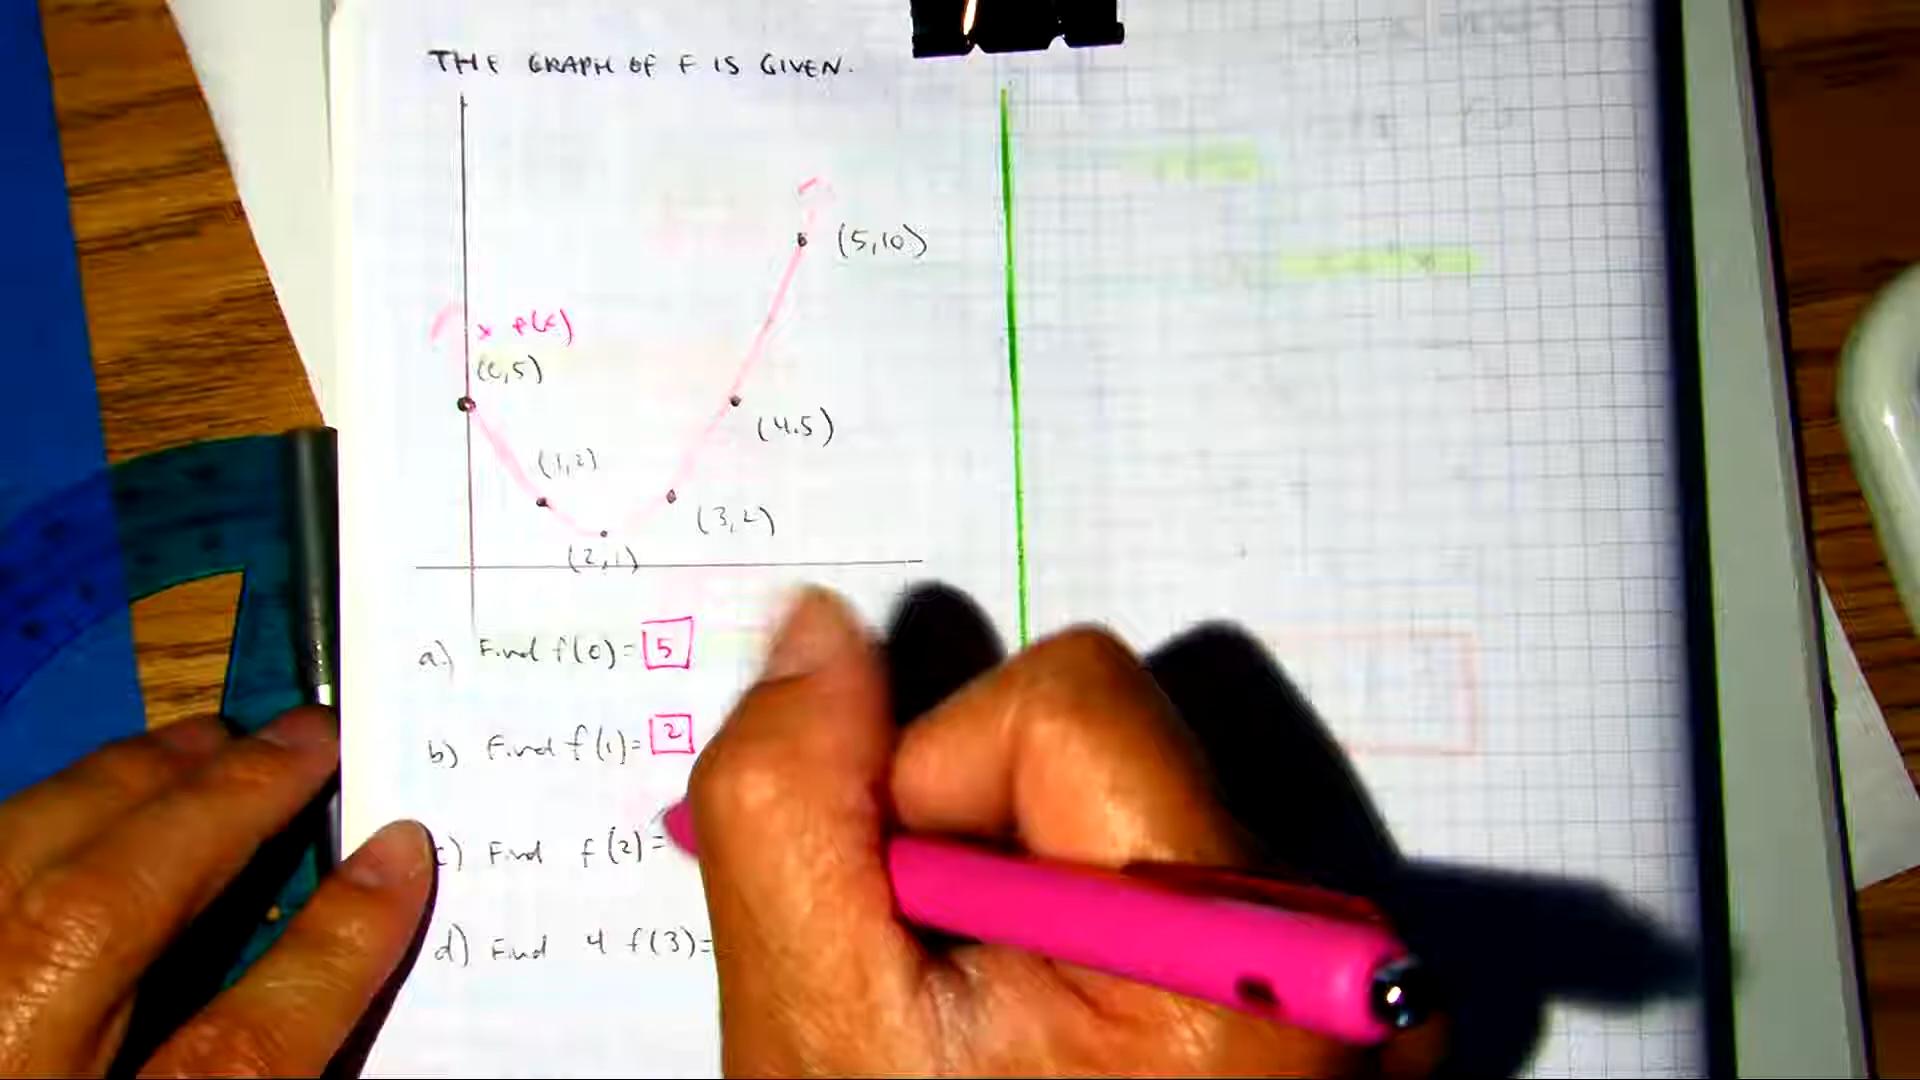 THE GRAPH OF F IS GIVEN.
(5,10)
x f(x)
(0,5)
(4,5)
(1,2)
(3,2)
(2,1)
a.) Find f(0)= 5
b) Find f(1)= 2
c) Find f(2)=
d) Find 4 f(3)=